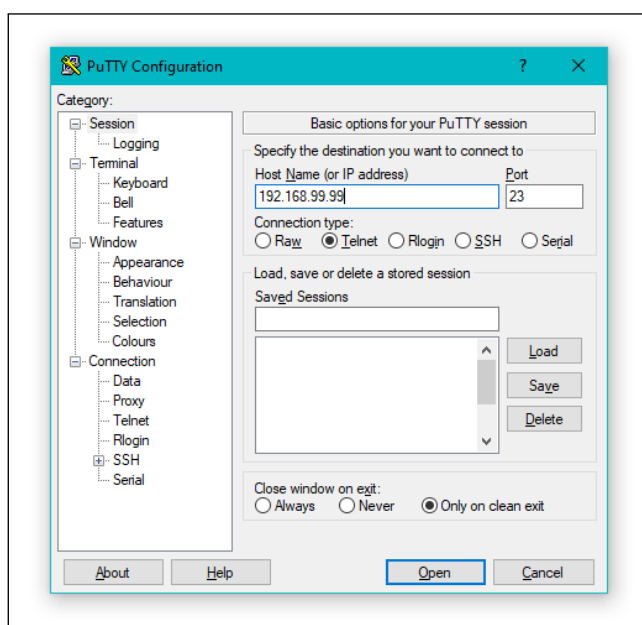 PuTTY Configuration ? ×
Category:
Session
Logging
Terminal
Keyboard
Bell
Features
Window
Appearance
Behaviour
Translation
Selection
Colours
Connection
Data
Proxy
Telnet
Rlogin
SSH
Serial
Basic options for your PuTTY session
Specify the destination you want to connect to
Host Name (or IP address) Port
192.168.99.99 23
Connection type:
Raw Telnet Rlogin SSH Serial
Load, save or delete a stored session
Saved Sessions
Load
Save
Delete
Close window on exit:
Always Never Only on clean exit
About Help Open Cancel